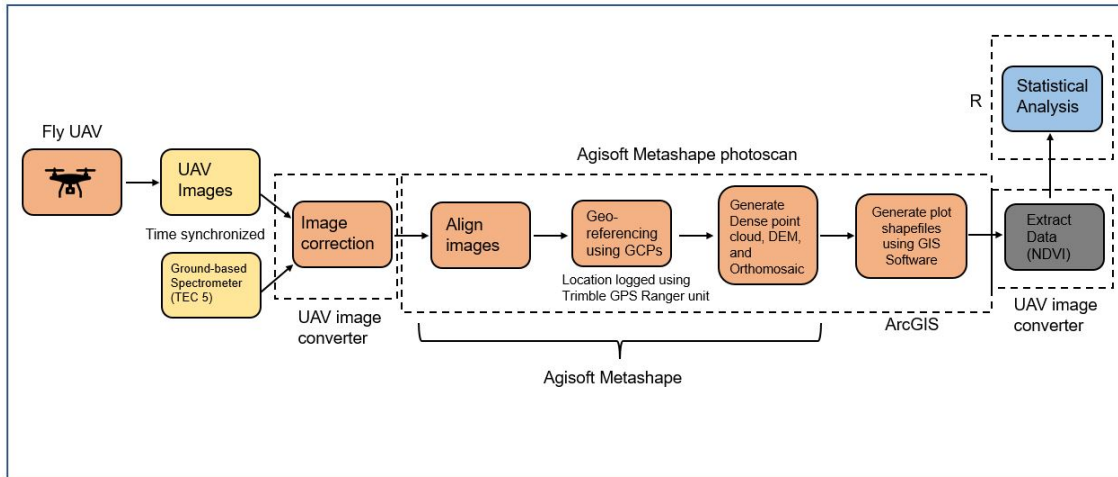 Fly UAV
UAV
Images
Time synchronized
Ground-based
Spectrometer
(TEC 5)
Image
correction
UAV image
converter
Agisoft Metashape photoscan
Align
images
Geo-
referencing
using GCPs
Location logged using
Trimble GPS Ranger unit
Generate
Dense point
cloud, DEM,
and
Orthomosaic
Generate plot
shapefiles
using GIS
Software
ArcGIS
Agisoft Metashape
Extract
Data
(NDVI)
UAV image
converter
R
Statistical
Analysis